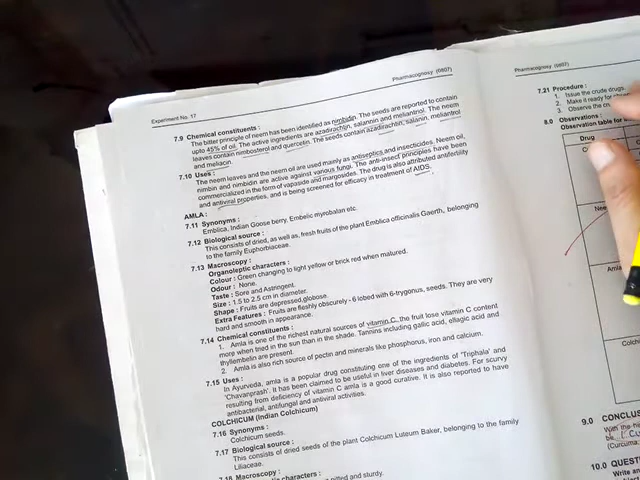 Experiment No. 17
Pharmacognosy (0607)
7.9 Chemical constituents :
The bitter principle of neem has been identified as nimbidin. The seeds are reported to contain
upto 45% of oil. The active ingredients are azadirachtin, salannin and meliantriol. The neem
leaves contain nimbosterol and quercetin. The seeds contain azadirachtin, salanin, meliantrol
and meliacin.
7.10 Uses :
The neem leaves and the neem oil are used mainly as antiseptics and insecticides. Neem oil,
nimbin and nimbidin are active against various fungi. The anti-insect principles have been
commercialized in the form of vapaside and margosides. The drug is also attributed antifertility
and antiviral properties, and is being screened for efficacy in treatment of AIDS.
AMLA :
7.11 Synonyms :
Emblica, Indian Goose berry, Embelic myrobalan etc.
7.12 Biological source :
This consists of dried, as well as, fresh fruits of the plant Emblica officinalis Gaerth, belonging
to the family Euphorbiaceae.
7.13 Macroscopy :
Organoleptic characters :
Colour : Green changing to light yellow or brick red when matured.
Odour : None.
Taste : Sore and Astringent.
Size : 1.5 to 2.5 cm in diameter.
Shape : Fruits are depressed,globose.
Extra Features : Fruits are fleshy obscurely - 6 lobed with 6-trygonus, seeds. They are very
hard and smooth in appearance.
7.14 Chemical constituents :
1. Amla is one of the richest natural sources of vitamin C, the fruit lose vitamin C content
more when tried in the sun than in the shade. Tannins including gallic acid, ellagic acid and
thyllembelin are present.
2. Amla is also rich source of pectin and minerals like phosphorus, iron and calcium.
7.15 Uses :
In Ayurveda, amla is a popular drug constituting one of the ingredients of 'Triphala' and
'Chavanprash'. It has been claimed to be useful in liver diseases and diabetes. For scurvy
resulting from deficiency of vitamin C amla is a good curative. It is also reported to have
antibacterial, antifungal and antiviral activities.
COLCHICUM (Indian Colchicum)
7.16 Synonyms :
Colchicum seeds.
7.17 Biological source :
This consists of dried seeds of the plant Colchicum Luteum Baker, belonging to the family
Liliaceae.
7.18 Macroscopy :
characters :
pitted and sturdy.
Pharmacognosy (0607)
7.21 Procedure :
1. Issue the crude drugs.
2. Make it ready for
3. Observe the
8.0 Observations :
Observation table for
Drug
Amla
9.0
With the
be
(Curcuma
10.0
Write